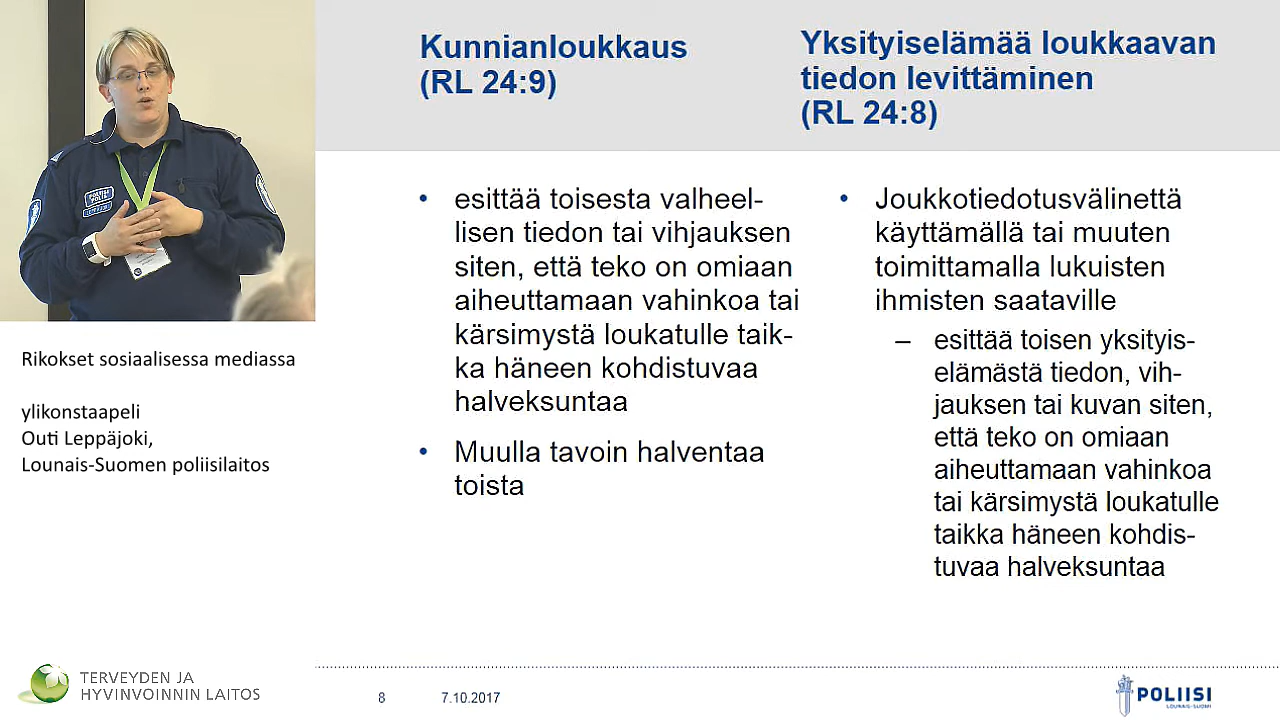 Kunnianloukkaus
(RL 24:9)
Yksityiselämää loukkaavan
tiedon levittäminen
(RL 24:8)
• esittää toisesta valheel-
lisen tiedon tai vihjauksen
siten, että teko on omiaan
aiheuttamaan vahinkoa tai
kärsimystä loukatulle taik-
ka häneen kohdistuvaa
halveksuntaa
• Muulla tavoin halventaa
toista
• Joukkotiedotusvälinettä
käyttämällä tai muuten
toimittamalla lukuisten
ihmisten saataville
– esittää toisen yksityis-
elämästä tiedon, vih-
jauksen tai kuvan siten,
että teko on omiaan
aiheuttamaan vahinkoa
tai kärsimystä loukatulle
taikka häneen kohdis-
tuvaa halveksuntaa
POLIISI
POLIS
Rikokset sosiaalisessa mediassa
ylikonstaapeli
Outi Leppäjoki,
Lounais-Suomen poliisilaitos
TERVEYDEN JA
HYVINVOINNIN LAITOS
8
7.10.2017
POLIISI
LOUNAIS-SUOMI